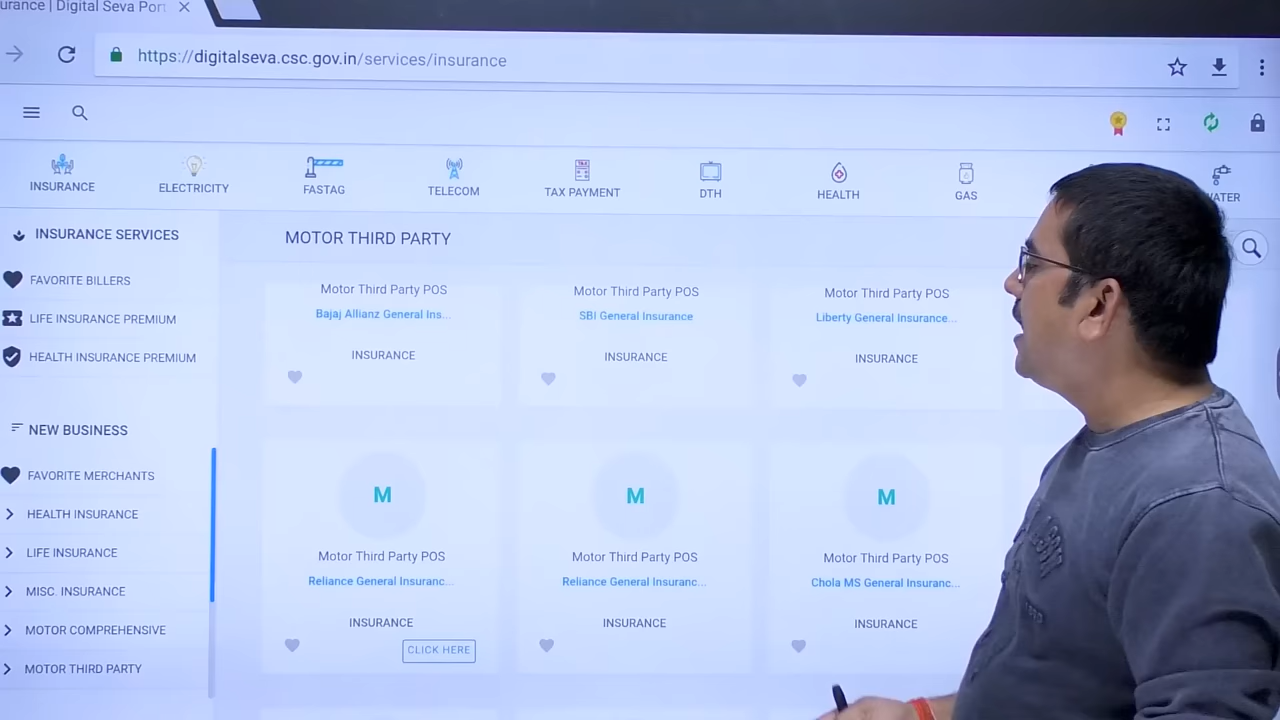 urance | Digital Seva Port
https://digitalseva.csc.gov.in/services/insurance
INSURANCE
ELECTRICITY
FASTAG
TELECOM
TAX PAYMENT
DTH
HEALTH
GAS
WATER
INSURANCE SERVICES
FAVORITE BILLERS
LIFE INSURANCE PREMIUM
HEALTH INSURANCE PREMIUM
NEW BUSINESS
FAVORITE MERCHANTS
HEALTH INSURANCE
LIFE INSURANCE
MISC. INSURANCE
MOTOR COMPREHENSIVE
MOTOR THIRD PARTY
MOTOR THIRD PARTY
Motor Third Party POS
Bajaj Allianz General Ins...
INSURANCE
Motor Third Party POS
SBI General Insurance
INSURANCE
Motor Third Party POS
Liberty General Insurance...
INSURANCE
M
Motor Third Party POS
Reliance General Insuranc...
INSURANCE
CLICK HERE
M
Motor Third Party POS
Reliance General Insuranc...
INSURANCE
M
Motor Third Party POS
Chola MS General Insuranc...
INSURANCE